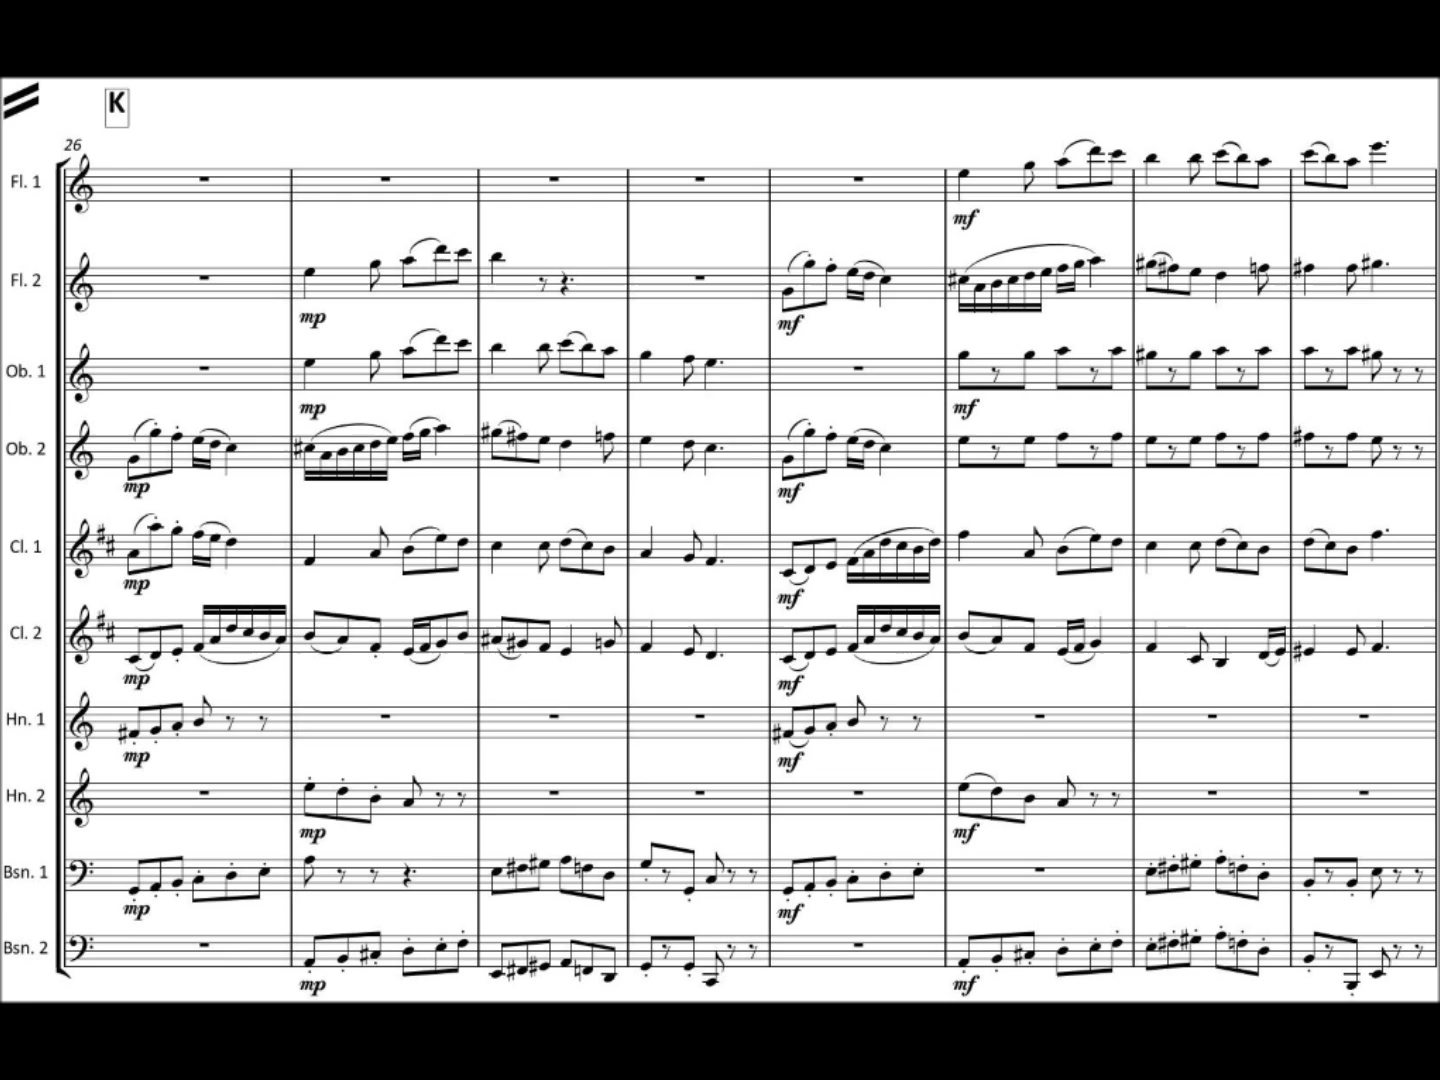 K
26
Fl. 1
mf
Fl. 2
mp
mf
Ob. 1
mp
mf
Ob. 2
mp
mf
Cl. 1
mp
mf
Cl. 2
mp
mf
Hn. 1
mp
mf
Hn. 2
mp
mf
Bsn. 1
mp
mf
Bsn. 2
mp
mf